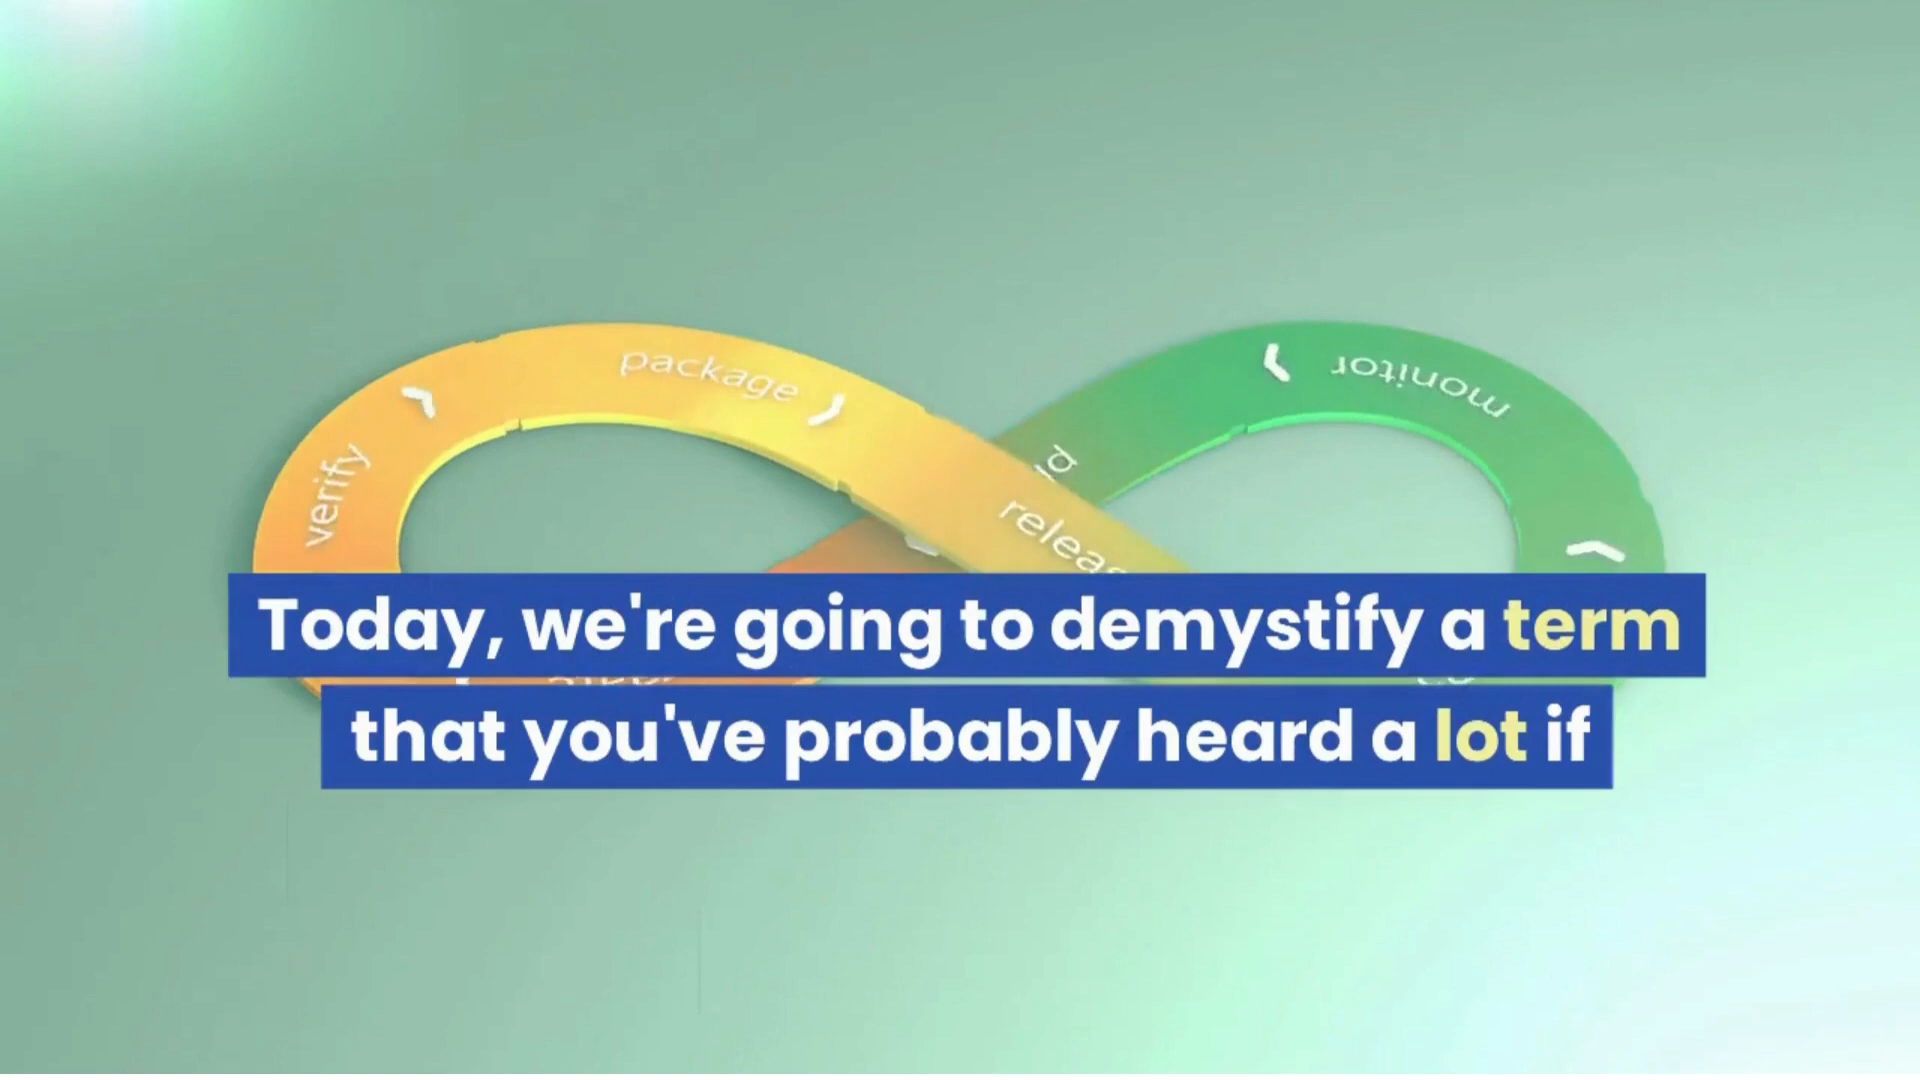 package
monitor
verify
Today, we're going to demystify a term
that you've probably heard a lot if